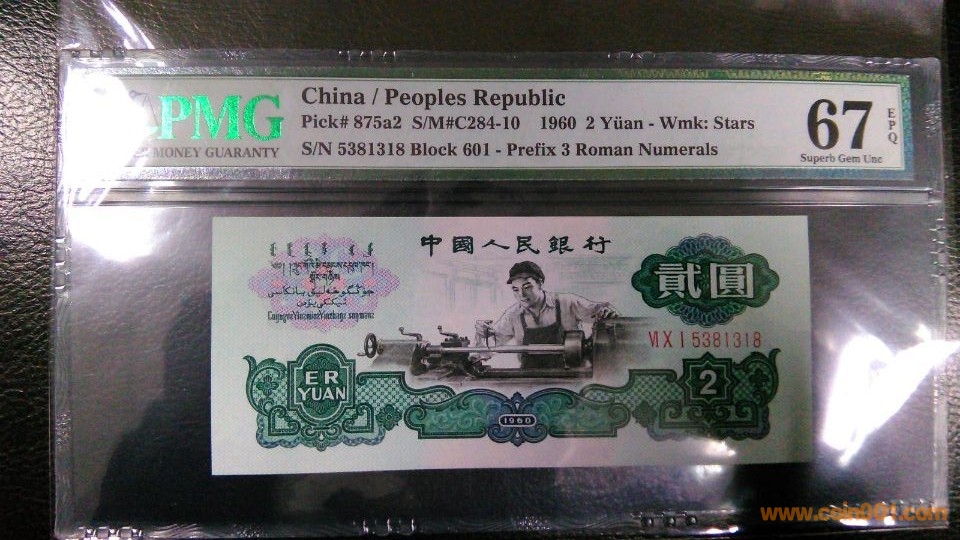 PMG
MONEY GUARANTY
China / Peoples Republic
Pick# 875a2 S/M#C284-10 1960 2 Yüan - Wmk: Stars
S/N 5381318 Block 601 - Prefix 3 Roman Numerals
67
EPQ
Superb Gem Unc
中國人民銀行
貳圓
VI X I 5381318
ER
YUAN
2
1960
www.coin001.com